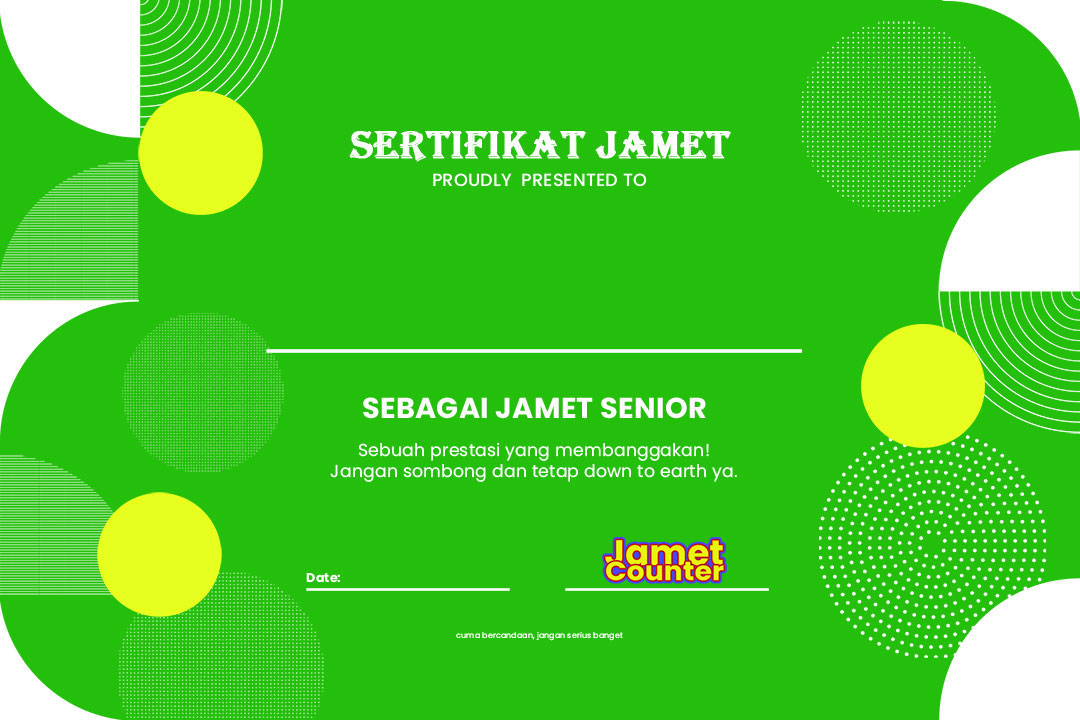 SERTIFIKAT JAMET
PROUDLY PRESENTED TO
SEBAGAI JAMET SENIOR
Sebuah prestasi yang membanggakan!
Jangan sombong dan tetap down to earth ya.
Jamet
Counter
Date:
cuma bercandaan, jangan serius banget